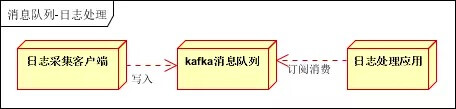 消息队列-日志处理
日志采集客户端
写入
kafka消息队列
订阅消费
日志处理应用